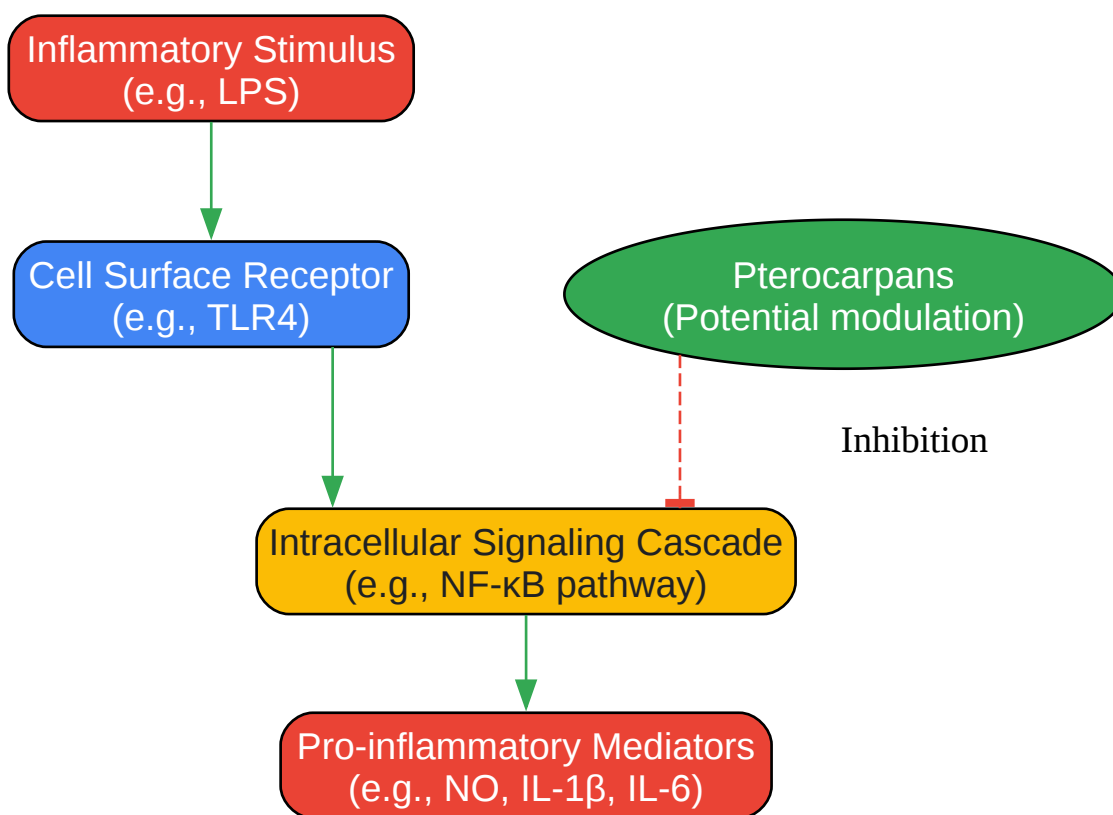 Inflammatory Stimulus
(e.g., LPS)
Cell Surface Receptor
(e.g., TLR4)
Pterocarpans
(Potential modulation)
Inhibition
Intracellular Signaling Cascade
(e.g., NF-κB pathway)
Pro-inflammatory Mediators
(e.g., NO, IL-1β, IL-6)